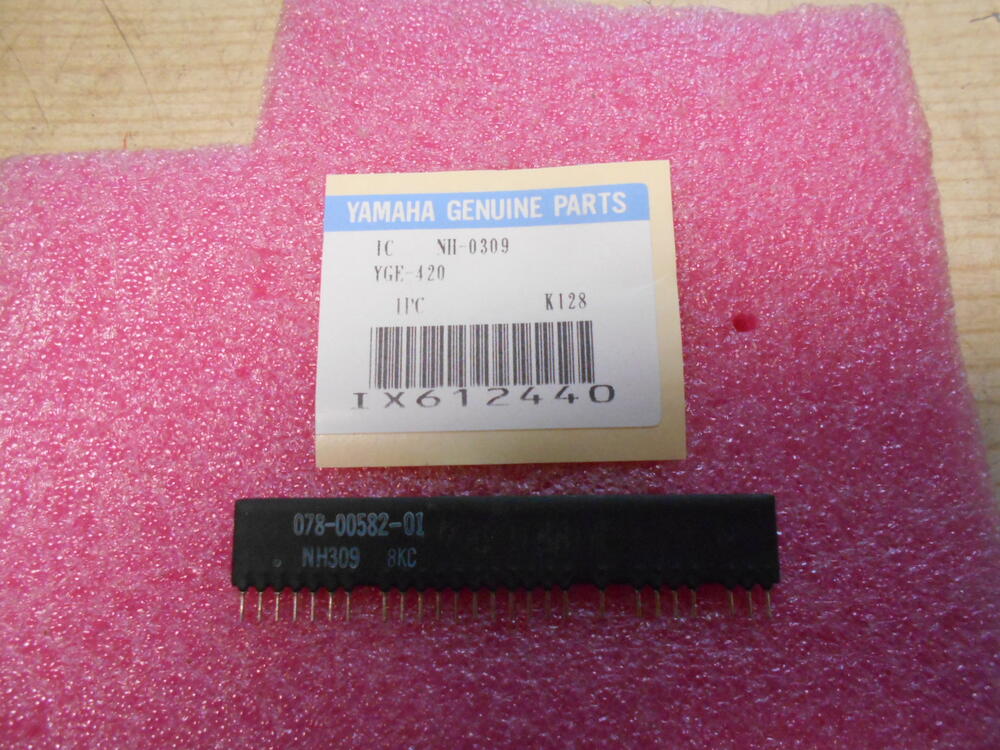 YAMAHA GENUINE PARTS
IC NH-0309
YGE-420
1PC K128
IX612440
078-00582-01
NH309 8KC